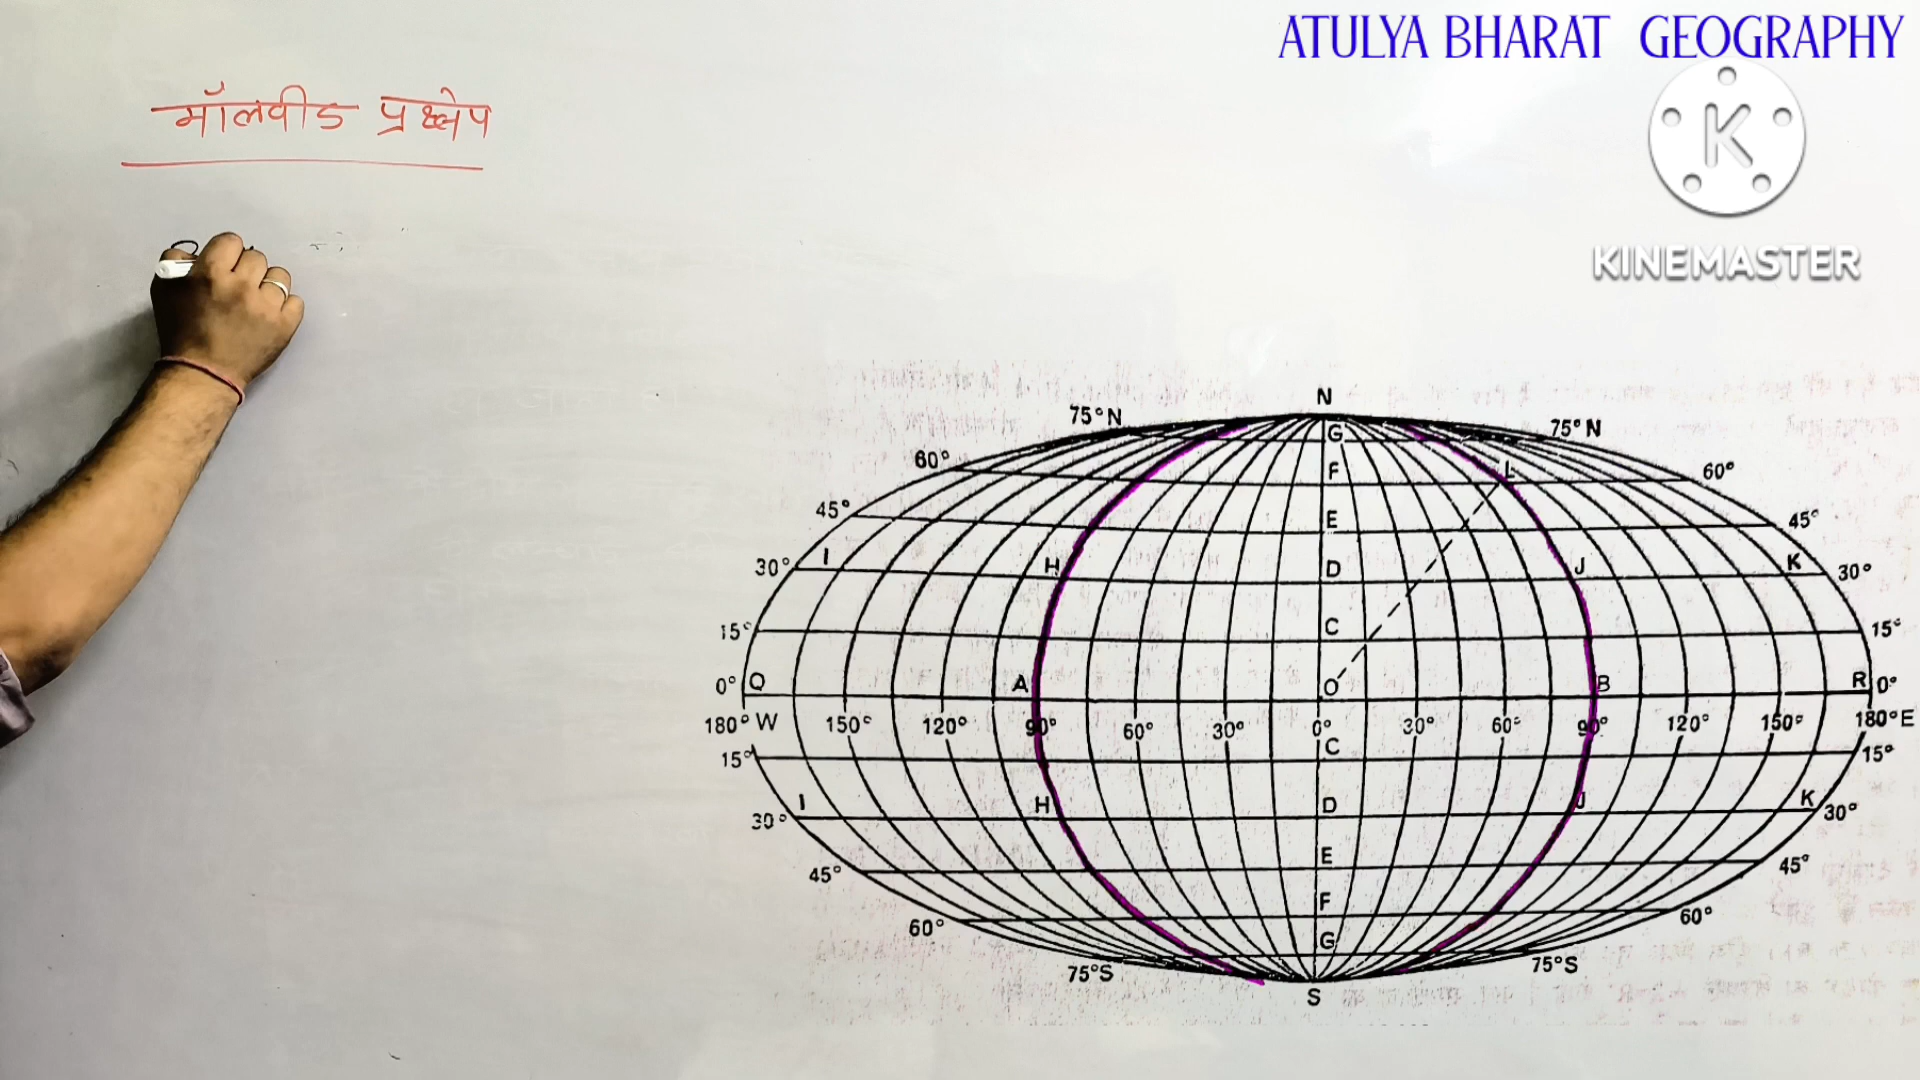 ATULYA BHARAT GEOGRAPHY
मॉलवीड प्रक्षेप
K
KINEMASTER
N
75°N 75°N
G
60° F L 60°
45° E 45°
30° I H D J K 30°
15° C 15°
0° Q A O B R 0°
180° W 150° 120° 90° 60° 30° 0° 30° 60° 90° 120° 150° 180° E
15° C 15°
30° I H D J K 30°
45° E 45°
60° F 60°
G
75°S 75°S
S